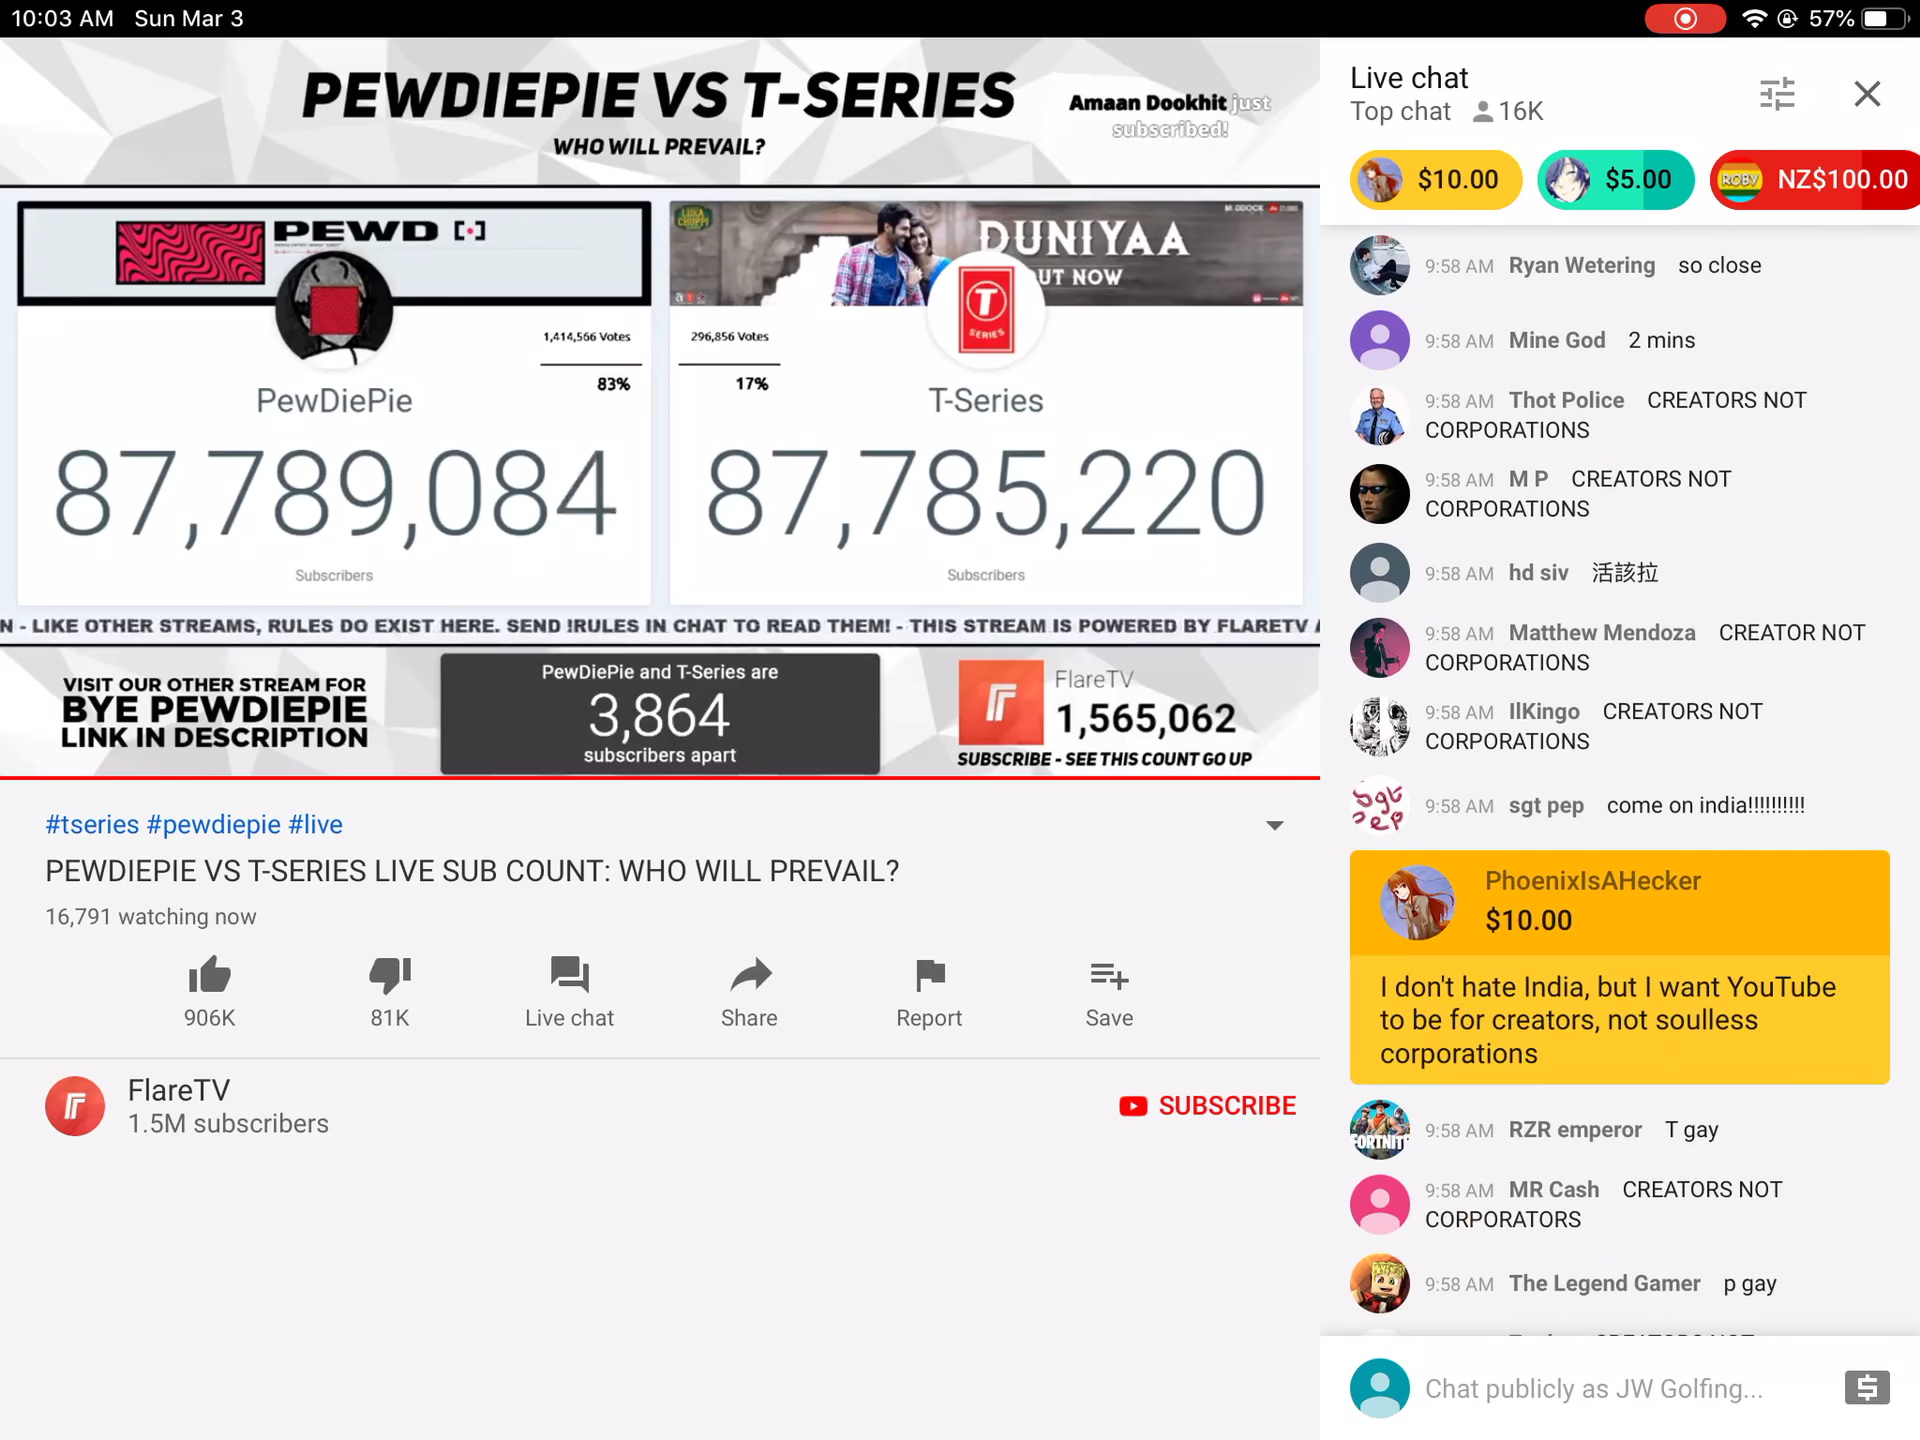 10:03 AM Sun Mar 3
57%
PEWDIEPIE VS T-SERIES
WHO WILL PREVAIL?
Amaan Dookhit just
subscribed!
PEWD
1,414,566 Votes
83%
PewDiePie
87,789,084
Subscribers
LUKA
CHUPPI
DUNIYAA
OUT NOW
T
SERIES
296,856 Votes
17%
T-Series
87,785,220
Subscribers
N - LIKE OTHER STREAMS, RULES DO EXIST HERE. SEND !RULES IN CHAT TO READ THEM! - THIS STREAM IS POWERED BY FLARETV
VISIT OUR OTHER STREAM FOR
BYE PEWDIEPIE
LINK IN DESCRIPTION
PewDiePie and T-Series are
3,864
subscribers apart
FlareTV
1,565,062
SUBSCRIBE - SEE THIS COUNT GO UP
#tseries #pewdiepie #live
PEWDIEPIE VS T-SERIES LIVE SUB COUNT: WHO WILL PREVAIL?
16,791 watching now
906K
81K
Live chat
Share
Report
Save
FlareTV
1.5M subscribers
SUBSCRIBE
Live chat
Top chat 16K
$10.00
$5.00
ROBY
NZ$100.00
9:58 AM Ryan Wetering so close
9:58 AM Mine God 2 mins
9:58 AM Thot Police CREATORS NOT
CORPORATIONS
9:58 AM M P CREATORS NOT
CORPORATIONS
9:58 AM hd siv 活該拉
9:58 AM Matthew Mendoza CREATOR NOT
CORPORATIONS
9:58 AM IlKingo CREATORS NOT
CORPORATIONS
sgt pep
9:58 AM sgt pep come on india!!!!!!!!!!
PhoenixIsAHecker
$10.00
I don't hate India, but I want YouTube
to be for creators, not soulless
corporations
FORTNIT
9:58 AM RZR emperor T gay
9:58 AM MR Cash CREATORS NOT
CORPORATORS
9:58 AM The Legend Gamer p gay
Chat publicly as JW Golfing...